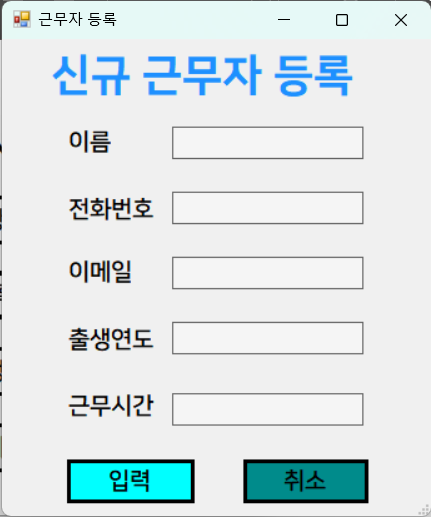 근무자 등록
신규 근무자 등록
이름
전화번호
이메일
출생연도
근무시간
입력 취소